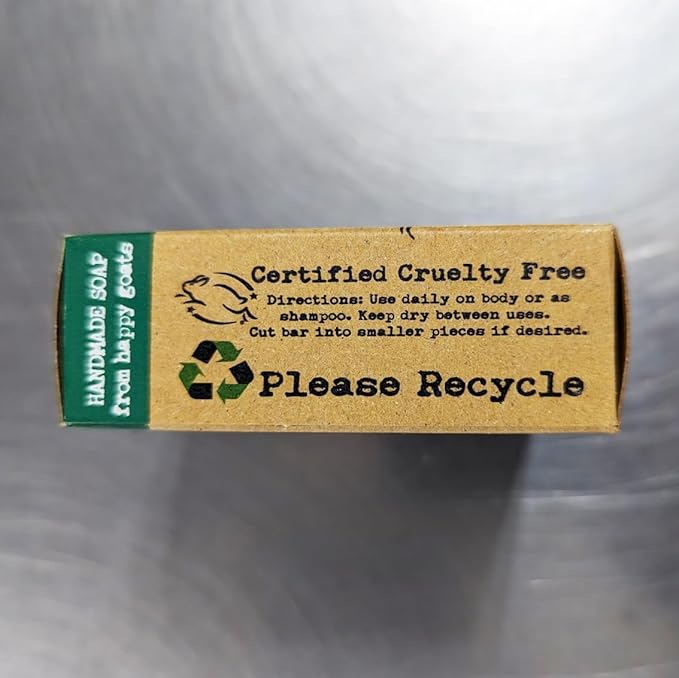 HANDMADE SOAP
from happy goats
Certified Cruelty Free
Directions: Use daily on body or as
shampoo. Keep dry between uses.
Cut bar into smaller pieces if desired.
Please Recycle